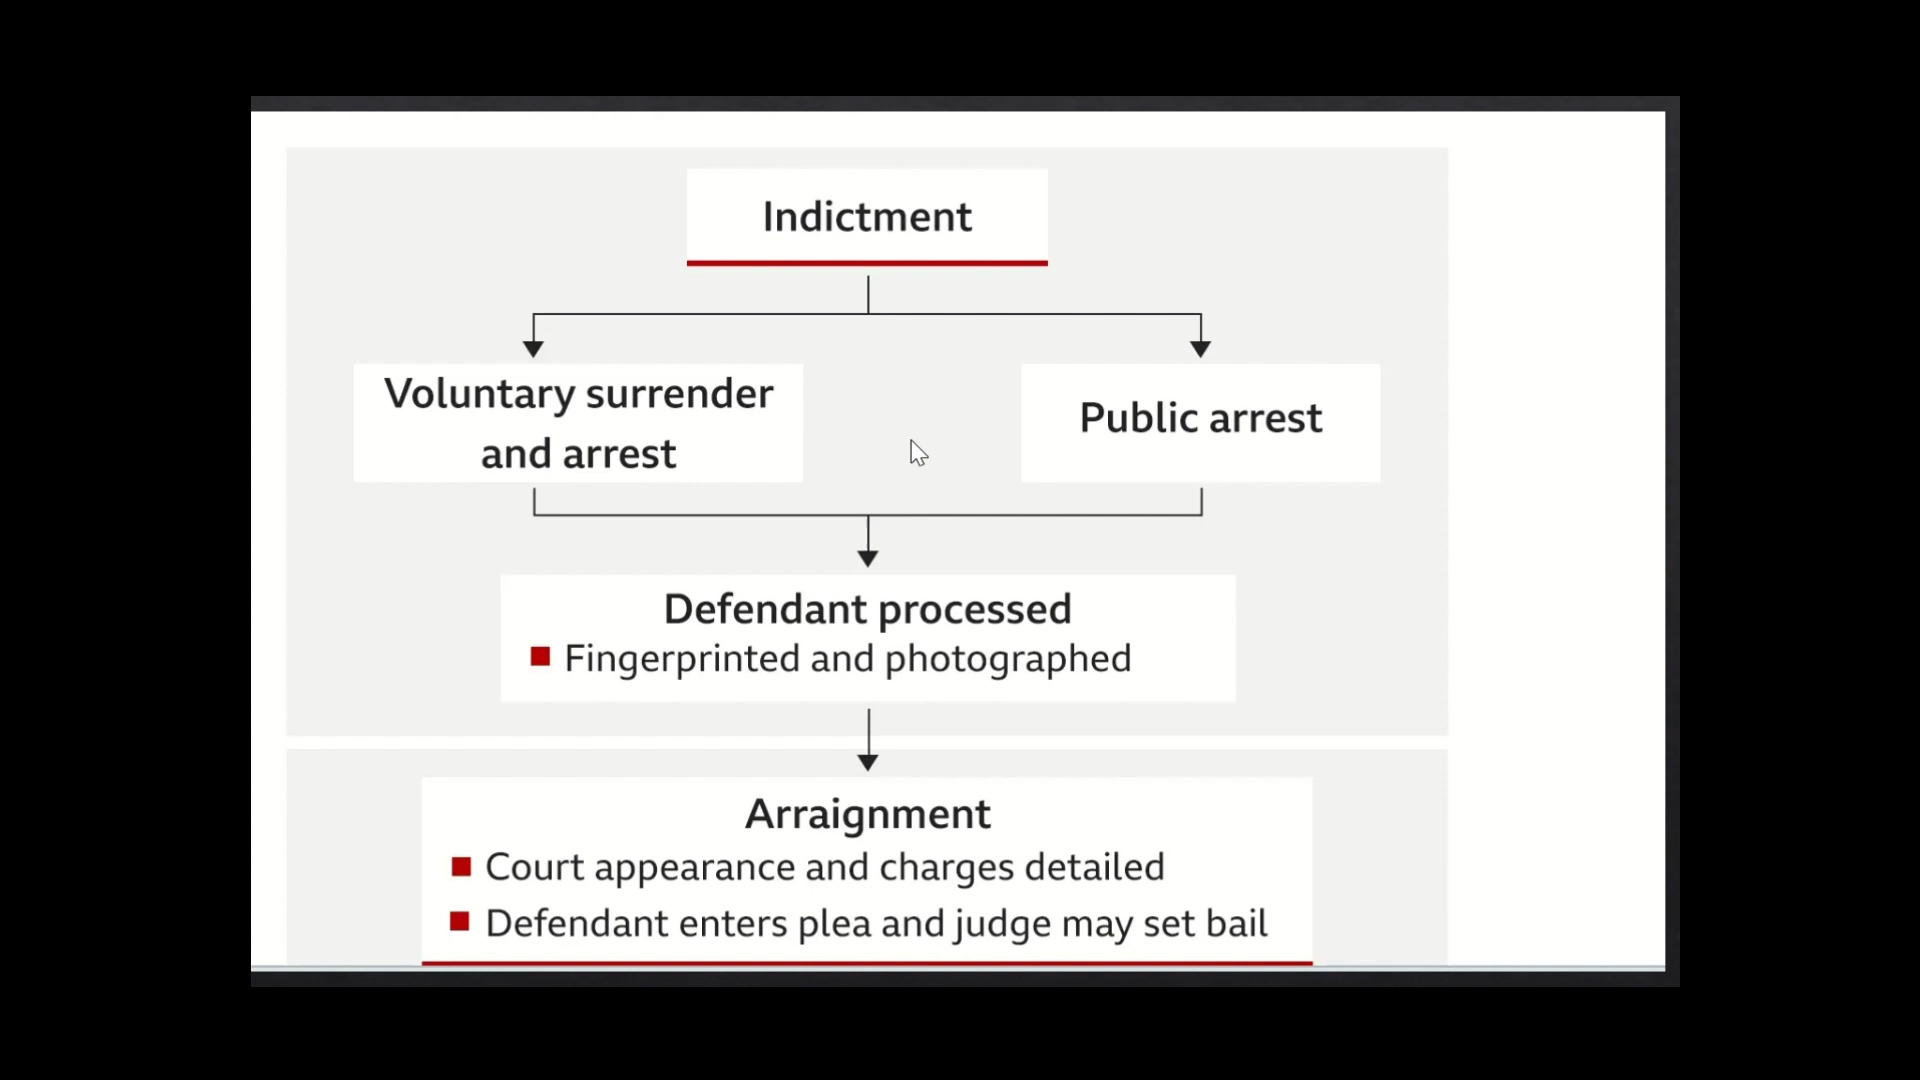 Indictment
Voluntary surrender
and arrest
Public arrest
Defendant processed
Fingerprinted and photographed
Arraignment
Court appearance and charges detailed
Defendant enters plea and judge may set bail